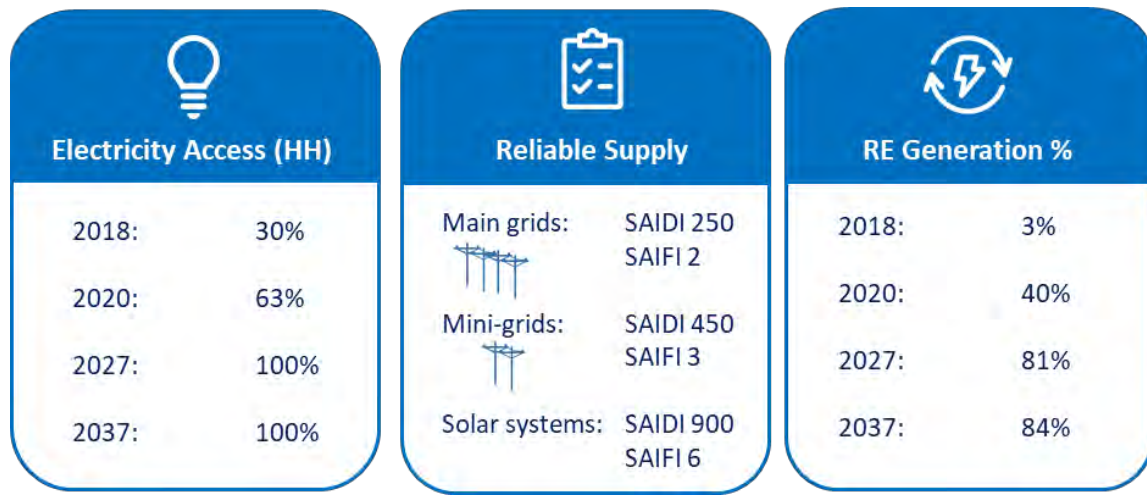 Electricity Access (HH)
2018: 30%
2020: 63%
2027: 100%
2037: 100%
Reliable Supply
Main grids: SAIDI 250
SAIFI 2
Mini-grids: SAIDI 450
SAIFI 3
Solar systems: SAIDI 900
SAIFI 6
RE Generation %
2018: 3%
2020: 40%
2027: 81%
2037: 84%